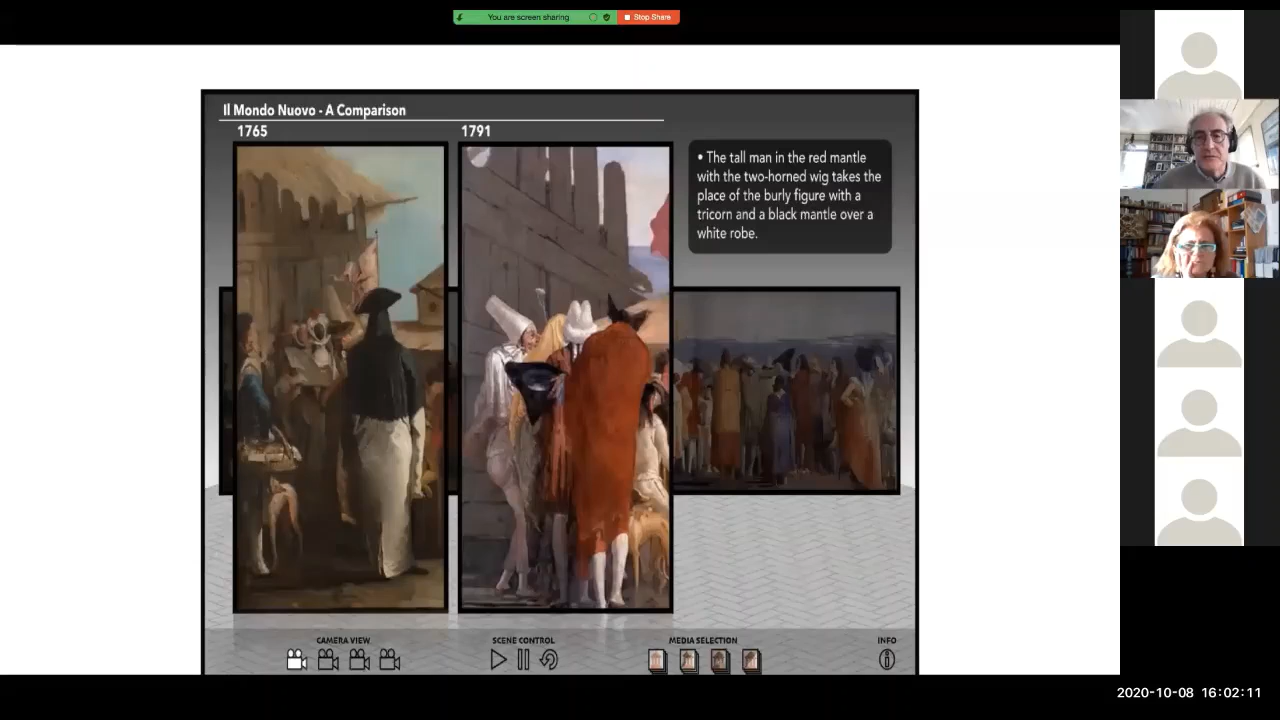 You are screen sharing
Stop Share
Il Mondo Nuovo - A Comparison
1765
1791
• The tall man in the red mantle
with the two-horned wig takes the
place of the burly figure with a
tricorn and a black mantle over a
white robe.
CAMERA VIEW
SCENE CONTROL
MEDIA SELECTION
INFO
2020-10-08 16:02:11